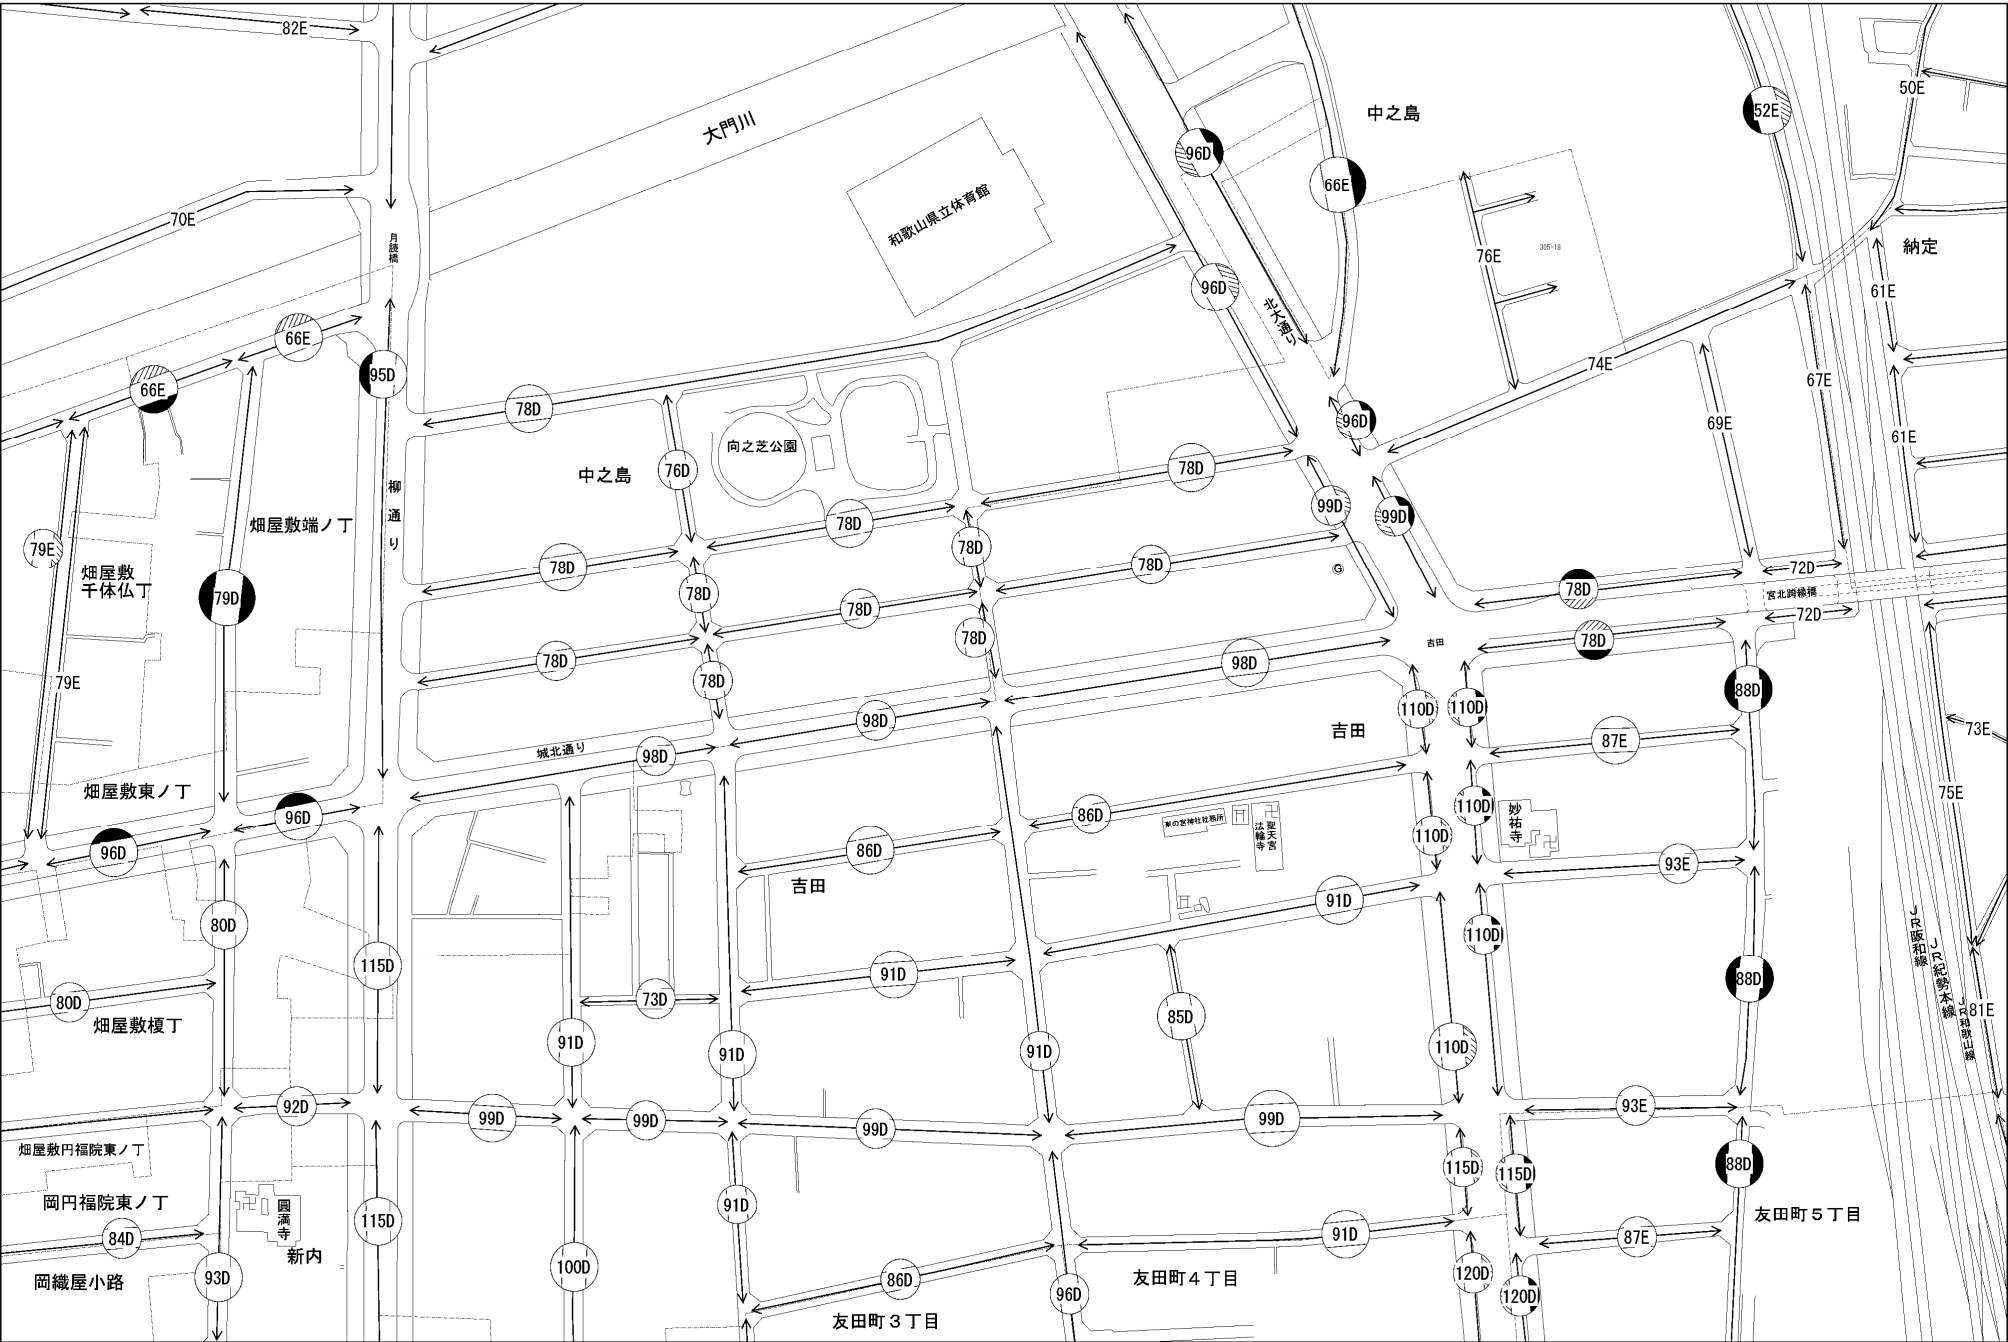 82E
50E
52E
中之島
大門川
96D
66E
和歌山県立体育館
70E
月読橋
納定
365-18
76E
96D
61E
北大通り
66E
95D
74E
67E
66E
78D
96D
69E
61E
向之芝公園
中之島
76D
78D
柳通り
99D
99D
畑屋敷端ノ丁
78D
79E
78D
78D
畑屋敷
千体仏丁
78D
78D
G
72D
79D
78D
78D
宮北跨線橋
78D
72D
78D
78D
吉田
78D
98D
79E
78D
88D
110D
110D
98D
吉田
87E
73E
城北通り
98D
畑屋敷東ノ丁
75E
96D
110D
妙祐寺
86D
聖天宮
法輪寺
110D
96D
86D
93E
吉田
91D
80D
110D
JR阪和線
JR紀勢本線
JR和歌山線
115D
91D
88D
80D
73D
81E
畑屋敷榎丁
85D
91D
91D
91D
110D
92D
99D
99D
99D
99D
93E
畑屋敷円福院東ノ丁
115D
115D
88D
岡円福院東ノ丁
圓満寺
91D
友田町5丁目
115D
84D
91D
87E
新内
岡織屋小路
93D
100D
86D
友田町4丁目
120D
96D
120D
友田町3丁目